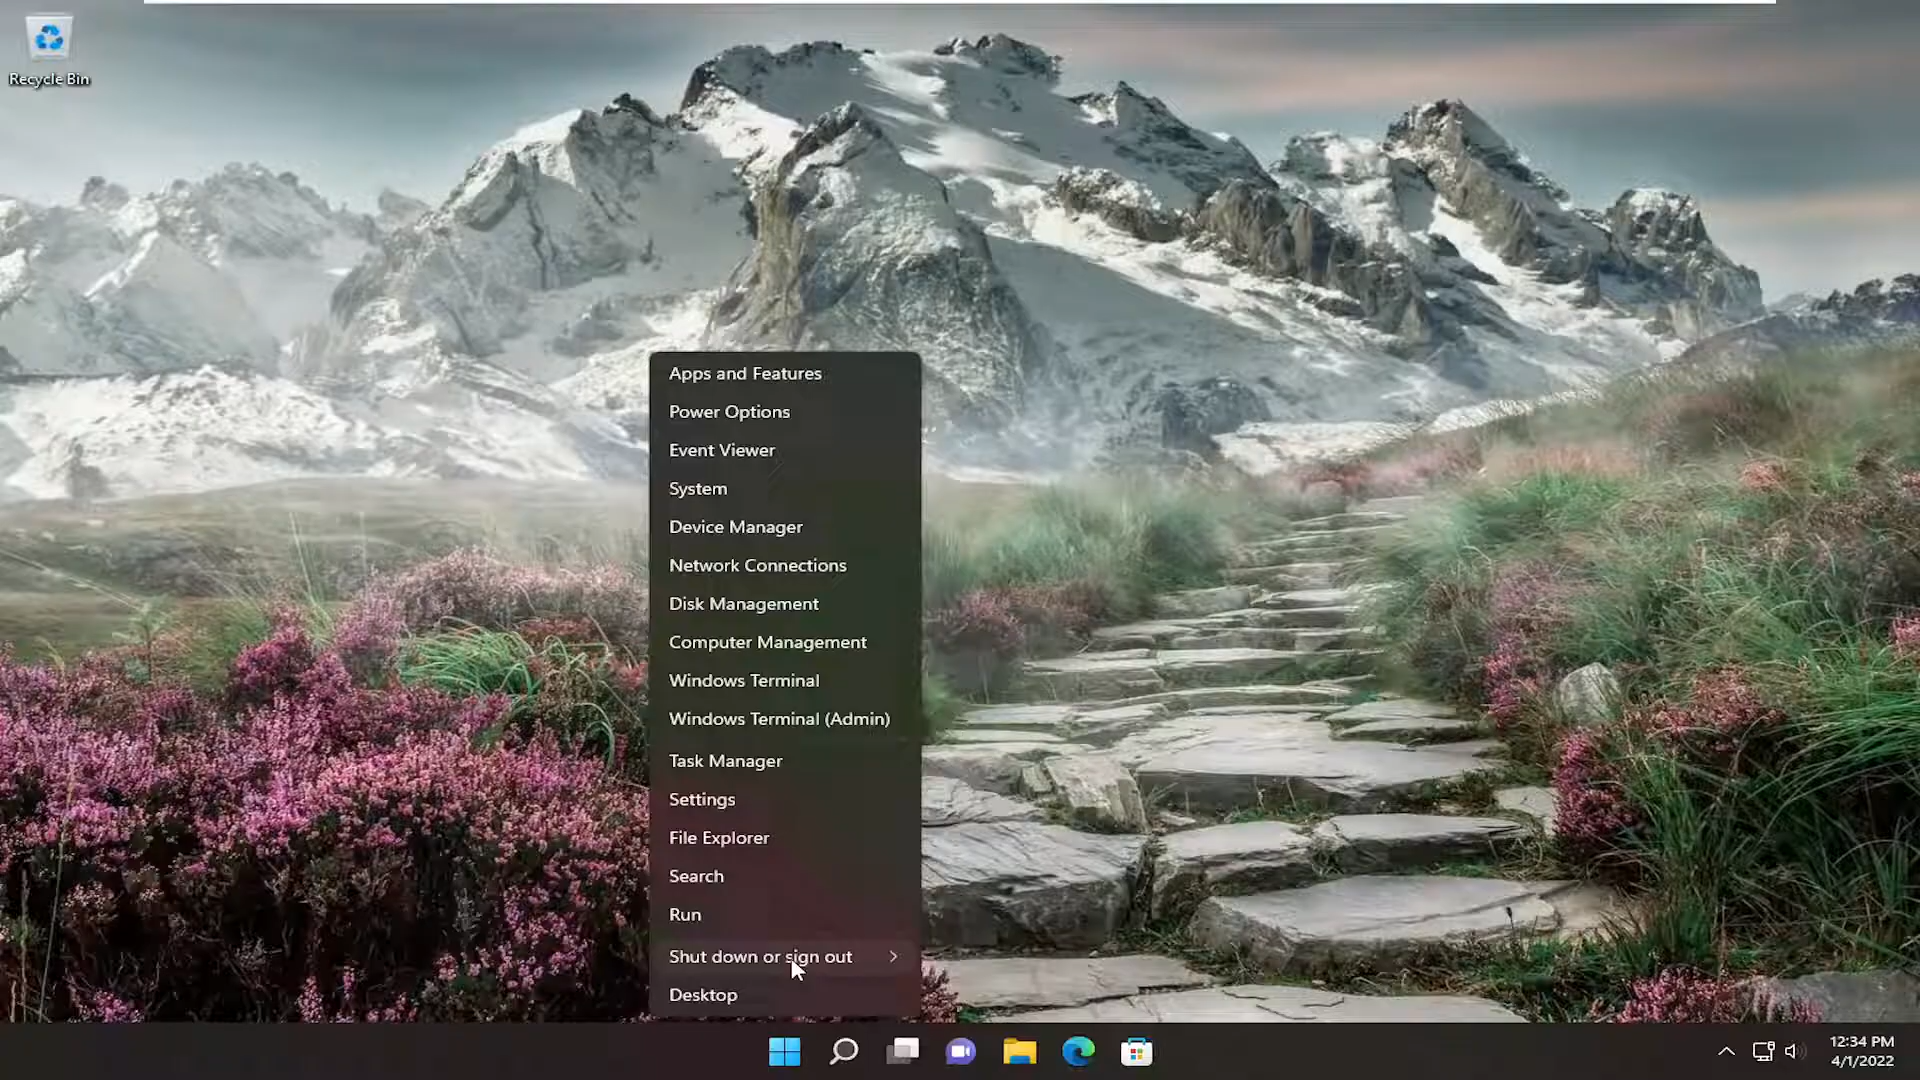 Recycle Bin
Apps and Features
Power Options
Event Viewer
System
Device Manager
Network Connections
Disk Management
Computer Management
Windows Terminal
Windows Terminal (Admin)
Task Manager
Settings
File Explorer
Search
Run
Shut down or sign out
Desktop
12:34 PM
4/1/2022